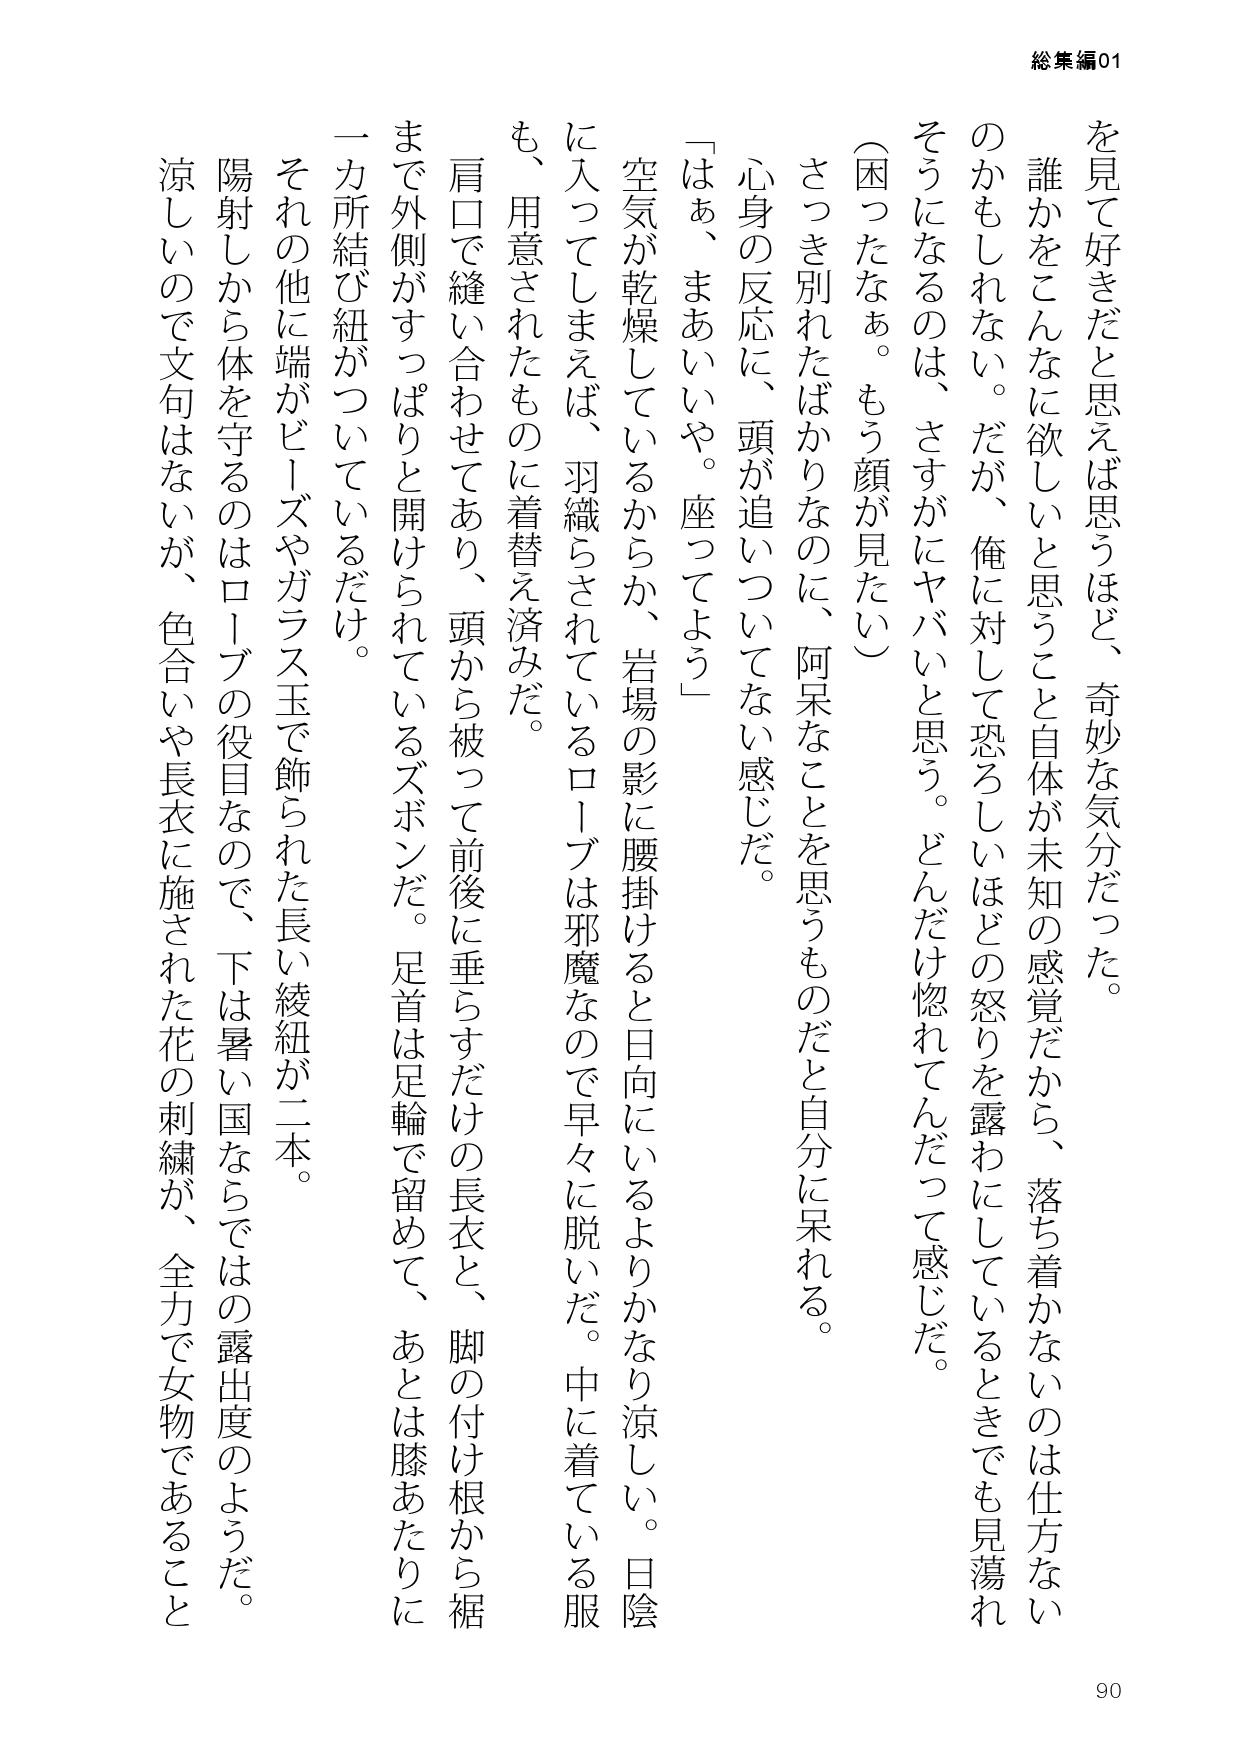 総集編01
を見て好きだと思えば思うほど、奇妙な気分だった。
誰かをこんなに欲しいと思うこと自体が未知の感覚だから、落ち着かないのは仕方ない
のかもしれない。だが、俺に対して恐ろしいほどの怒りを露わにしているときでも見蕩れ
そうになるのは、さすがにヤバいと思う。どんだけ惚れてんだって感じだ。
(困ったなぁ。もう顔が見たい)
さっき別れたばかりなのに、阿呆なことを思うものだと自分に呆れる。
心身の反応に、頭が追いついてない感じだ。
「はぁ、まあいいや。座ってよう」
空気が乾燥しているからか、岩場の影に腰掛けると日向にいるよりかなり涼しい。日陰
に入ってしまえば、羽織らされているローブは邪魔なので早々に脱いだ。中に着ている服
も、用意されたものに着替え済みだ。
肩口で縫い合わせてあり、頭から被って前後に垂らすだけの長衣と、脚の付け根から裾
まで外側がすっぱりと開けられているズボンだ。足首は足輪で留めて、あとは膝あたりに
一カ所結び紐がついているだけ。
それの他に端がビーズやガラス玉で飾られた長い綾紐が二本。
陽射しから体を守るのはローブの役目なので、下は暑い国ならではの露出度のようだ。
涼しいので文句はないが、色合いや長衣に施された花の刺繍が、全力で女物であること
90